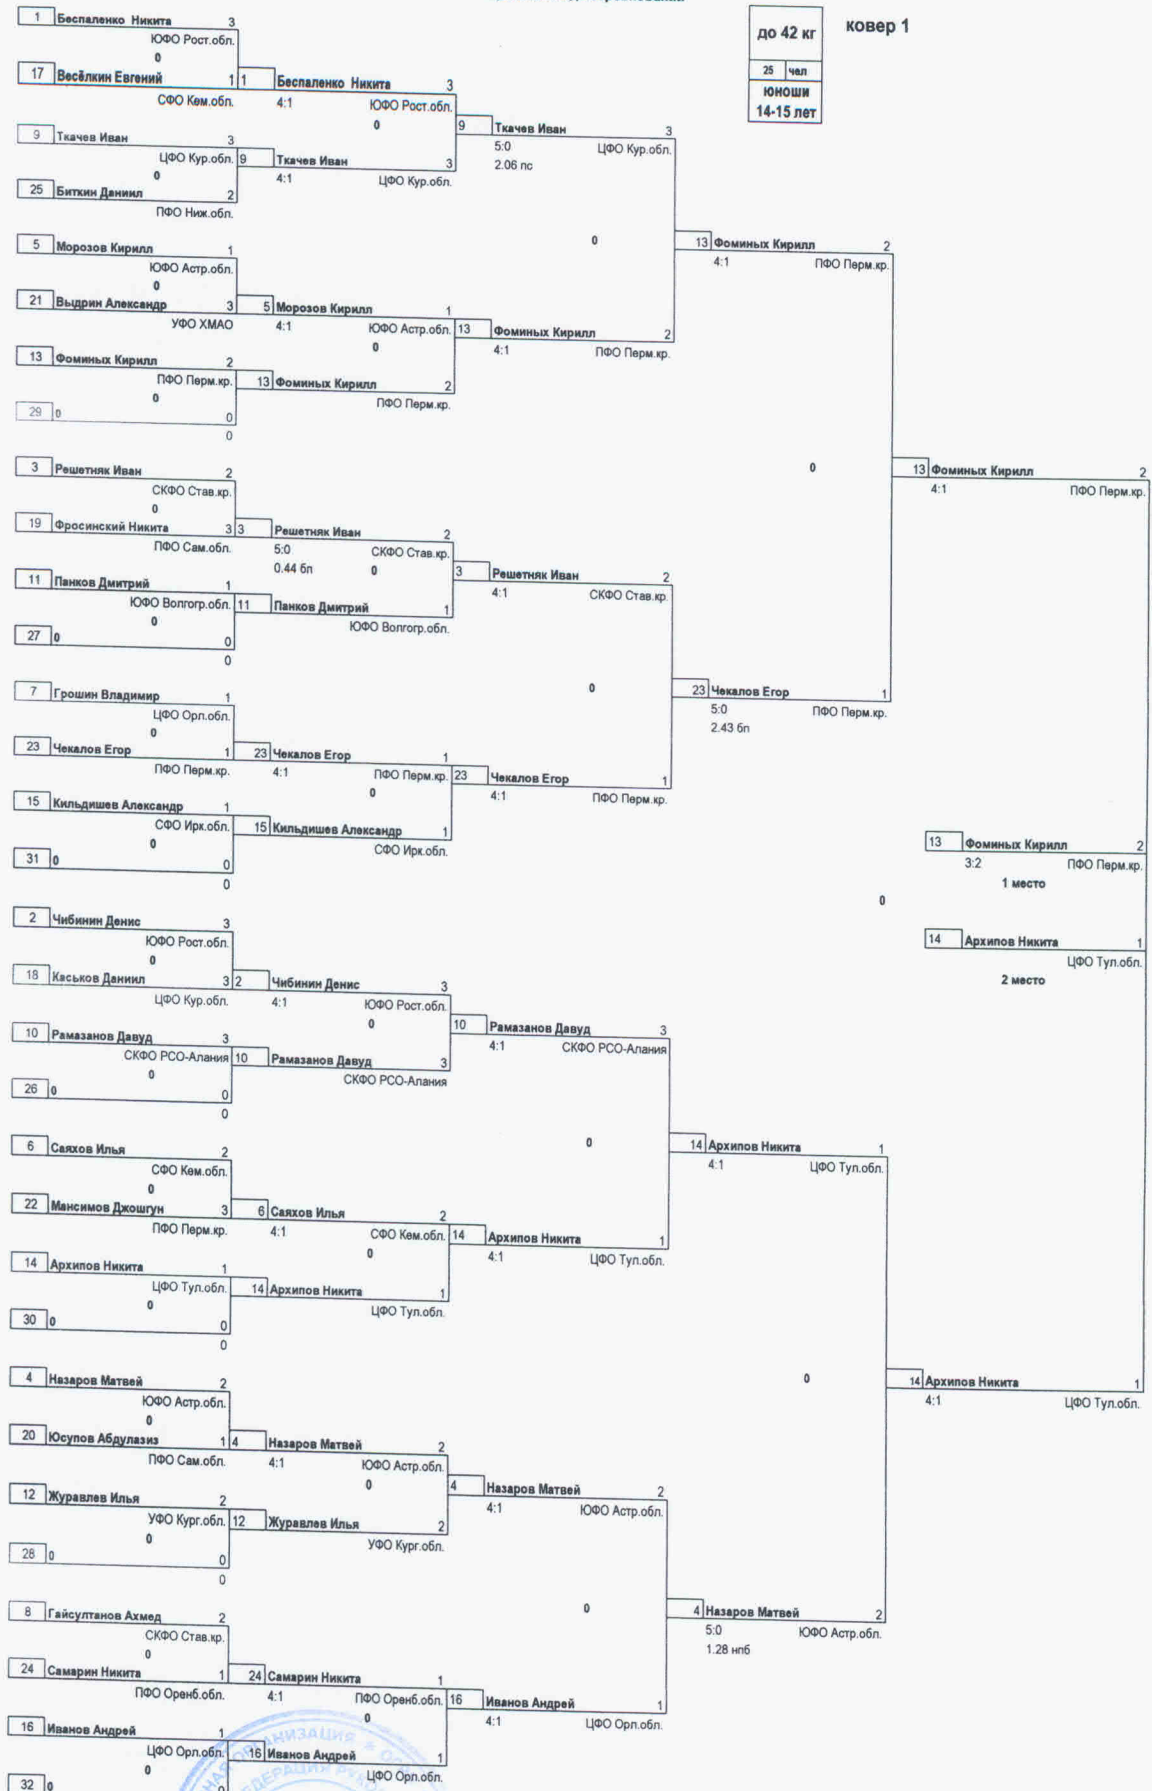 до 42 кг
ковер 1
25 чел
юноши
14-15 лет
1 Беспаленко Никита 3
ЮФО Рост.обл.
0
17 Весёлкин Евгений 1
СФО Кем.обл.
9 Ткачев Иван 3
ЦФО Кур.обл.
0
25 Биткин Даниил 2
ПФО Ниж.обл.
5 Морозов Кирилл 1
ЮФО Астр.обл.
0
21 Выдрин Александр 3
УФО ХМАО
13 Фоминых Кирилл 2
ПФО Перм.кр.
0
29 0 0
0
3 Решетняк Иван 2
СКФО Став.кр.
0
19 Фросинский Никита 3
ПФО Сам.обл.
11 Панков Дмитрий 1
ЮФО Волгогр.обл.
0
27 0 0
0
7 Грошин Владимир 1
ЦФО Орл.обл.
0
23 Чекалов Егор 1
ПФО Перм.кр.
15 Кильдишев Александр 1
СФО Ирк.обл.
0
31 0 0
0
2 Чибинин Денис 3
ЮФО Рост.обл.
0
18 Каськов Даниил 3
ЦФО Кур.обл.
10 Рамазанов Давуд 3
СКФО РСО-Алания
0
26 0 0
0
6 Саяхов Илья 2
СФО Кем.обл.
0
22 Мансимов Джошгун 3
ПФО Перм.кр.
14 Архипов Никита 1
ЦФО Тул.обл.
0
30 0 0
0
4 Назаров Матвей 2
ЮФО Астр.обл.
0
20 Юсупов Абдулазиз 1
ПФО Сам.обл.
12 Журавлев Илья 2
УФО Кург.обл.
0
28 0 0
0
8 Гайсултанов Ахмед 2
СКФО Став.кр.
0
24 Самарин Никита 1
ПФО Оренб.обл.
16 Иванов Андрей 1
ЦФО Орл.обл.
0
32 0 0
1 Беспаленко Никита 3
4:1 ЮФО Рост.обл.
0
9 Ткачев Иван 3
4:1 ЦФО Кур.обл.
5 Морозов Кирилл 1
4:1 ЮФО Астр.обл.
0
13 Фоминых Кирилл 2
ПФО Перм.кр.
3 Решетняк Иван 2
5:0 СКФО Став.кр.
0.44 бп 0
11 Панков Дмитрий 1
ЮФО Волгогр.обл.
23 Чекалов Егор 1
4:1 ПФО Перм.кр.
0
15 Кильдишев Александр 1
СФО Ирк.обл.
2 Чибинин Денис 3
4:1 ЮФО Рост.обл.
0
10 Рамазанов Давуд 3
СКФО РСО-Алания
6 Саяхов Илья 2
4:1 СФО Кем.обл.
0
14 Архипов Никита 1
ЦФО Тул.обл.
4 Назаров Матвей 2
4:1 ЮФО Астр.обл.
0
12 Журавлев Илья 2
УФО Кург.обл.
24 Самарин Никита 1
4:1 ПФО Оренб.обл.
0
16 Иванов Андрей 1
ЦФО Орл.обл.
9 Ткачев Иван 3
5:0 ЦФО Кур.обл.
2.06 пс
0
13 Фоминых Кирилл 2
4:1 ПФО Перм.кр.
3 Решетняк Иван 2
4:1 СКФО Став.кр.
0
23 Чекалов Егор 1
4:1 ПФО Перм.кр.
10 Рамазанов Давуд 3
4:1 СКФО РСО-Алания
0
14 Архипов Никита 1
4:1 ЦФО Тул.обл.
4 Назаров Матвей 2
4:1 ЮФО Астр.обл.
0
16 Иванов Андрей 1
4:1 ЦФО Орл.обл.
13 Фоминых Кирилл 2
4:1 ПФО Перм.кр.
0
23 Чекалов Егор 1
5:0 ПФО Перм.кр.
2.43 бп
14 Архипов Никита 1
4:1 ЦФО Тул.обл.
0
4 Назаров Матвей 2
5:0 ЮФО Астр.обл.
1.28 нпб
13 Фоминых Кирилл 2
4:1 ПФО Перм.кр.
14 Архипов Никита 1
4:1 ЦФО Тул.обл.
13 Фоминых Кирилл 2
3:2 ПФО Перм.кр.
1 место
0
14 Архипов Никита 1
ЦФО Тул.обл.
2 место
ОРГАНИЗАЦИЯ